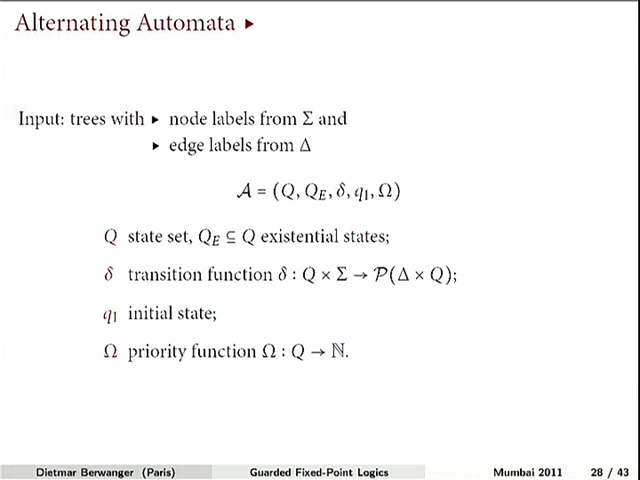 Alternating Automata ▸
Input: trees with ▸ node labels from Σ and
▸ edge labels from Δ
𝒜 = (Q, Q_E, δ, q_I, Ω)
Q state set, Q_E ⊆ Q existential states;
δ transition function δ : Q × Σ → 𝒫(Δ × Q);
q_I initial state;
Ω priority function Ω : Q → ℕ.
Dietmar Berwanger (Paris) Guarded Fixed-Point Logics Mumbai 2011 28 / 43